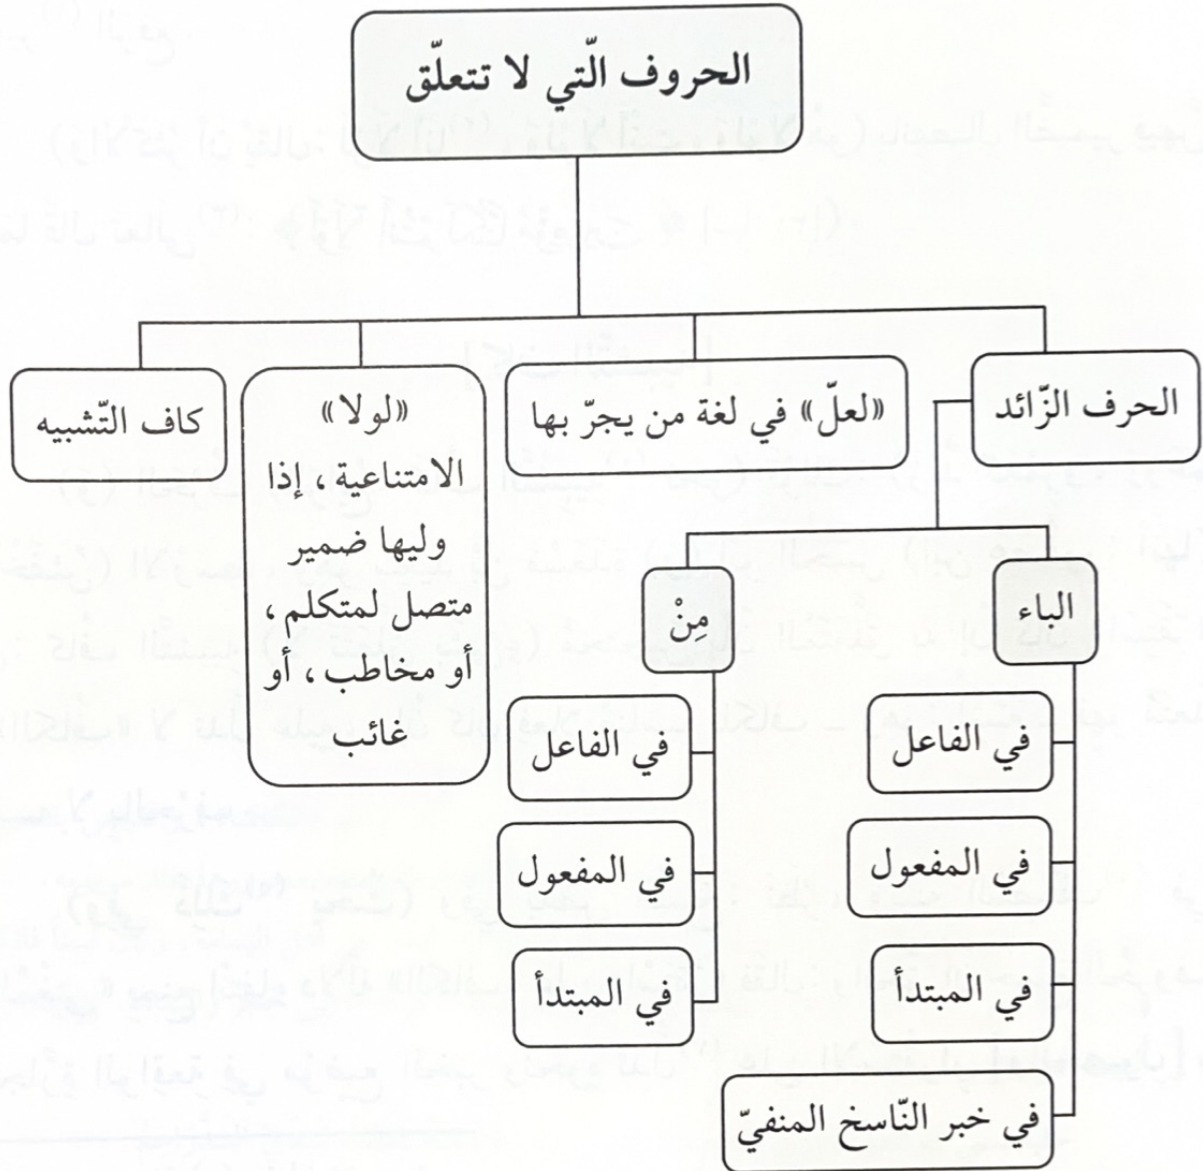 الحروف الّتي لا تتعلّق
الحرف الزّائد
«لعلّ» في لغة من يجرّ بها
«لولا»
الامتناعية، إذا
وليها ضمير
متصل لمتكلم،
أو مخاطب، أو
غائب
كاف التّشبيه
الباء
في الفاعل
في المفعول
في المبتدأ
في خبر النّاسخ المنفيّ
مِنْ
في الفاعل
في المفعول
في المبتدأ